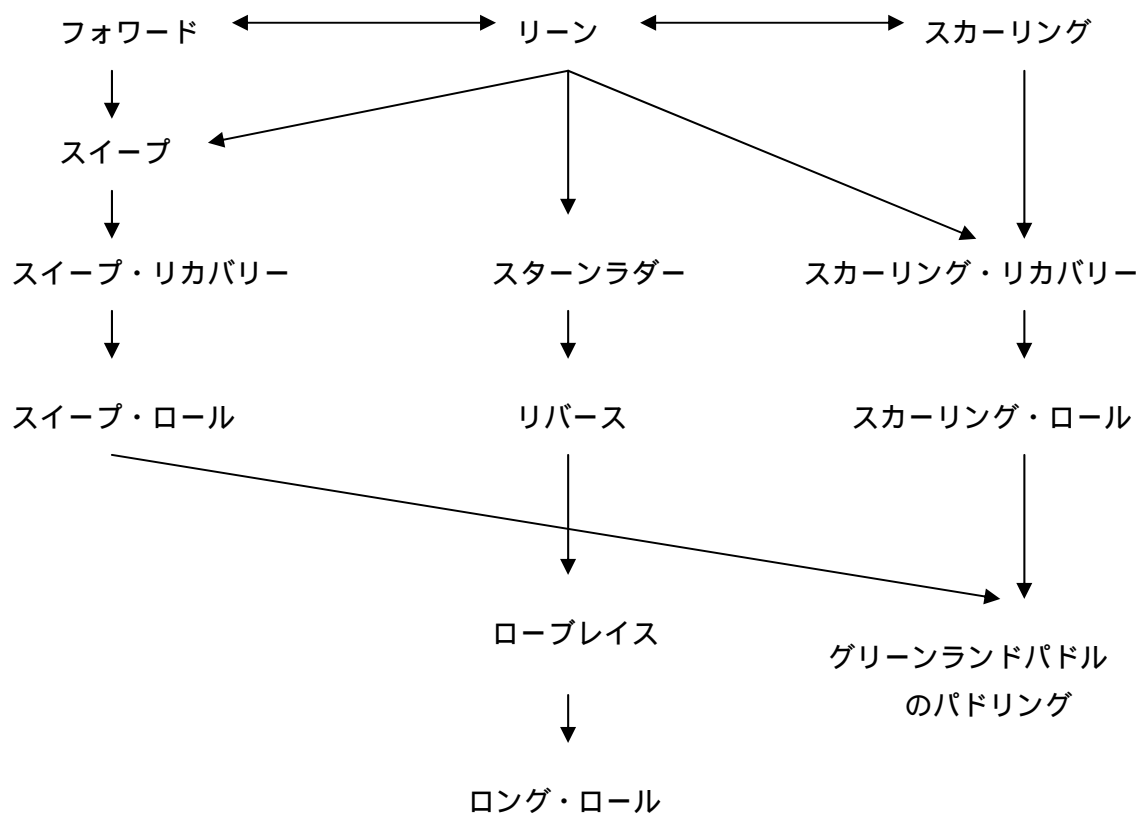 フォワード
リーン
スカーリング
スイープ
スイープ・リカバリー
スターンラダー
スカーリング・リカバリー
スイープ・ロール
リバース
スカーリング・ロール
ローブレイス
グリーンランドパドル
のパドリング
ロング・ロール